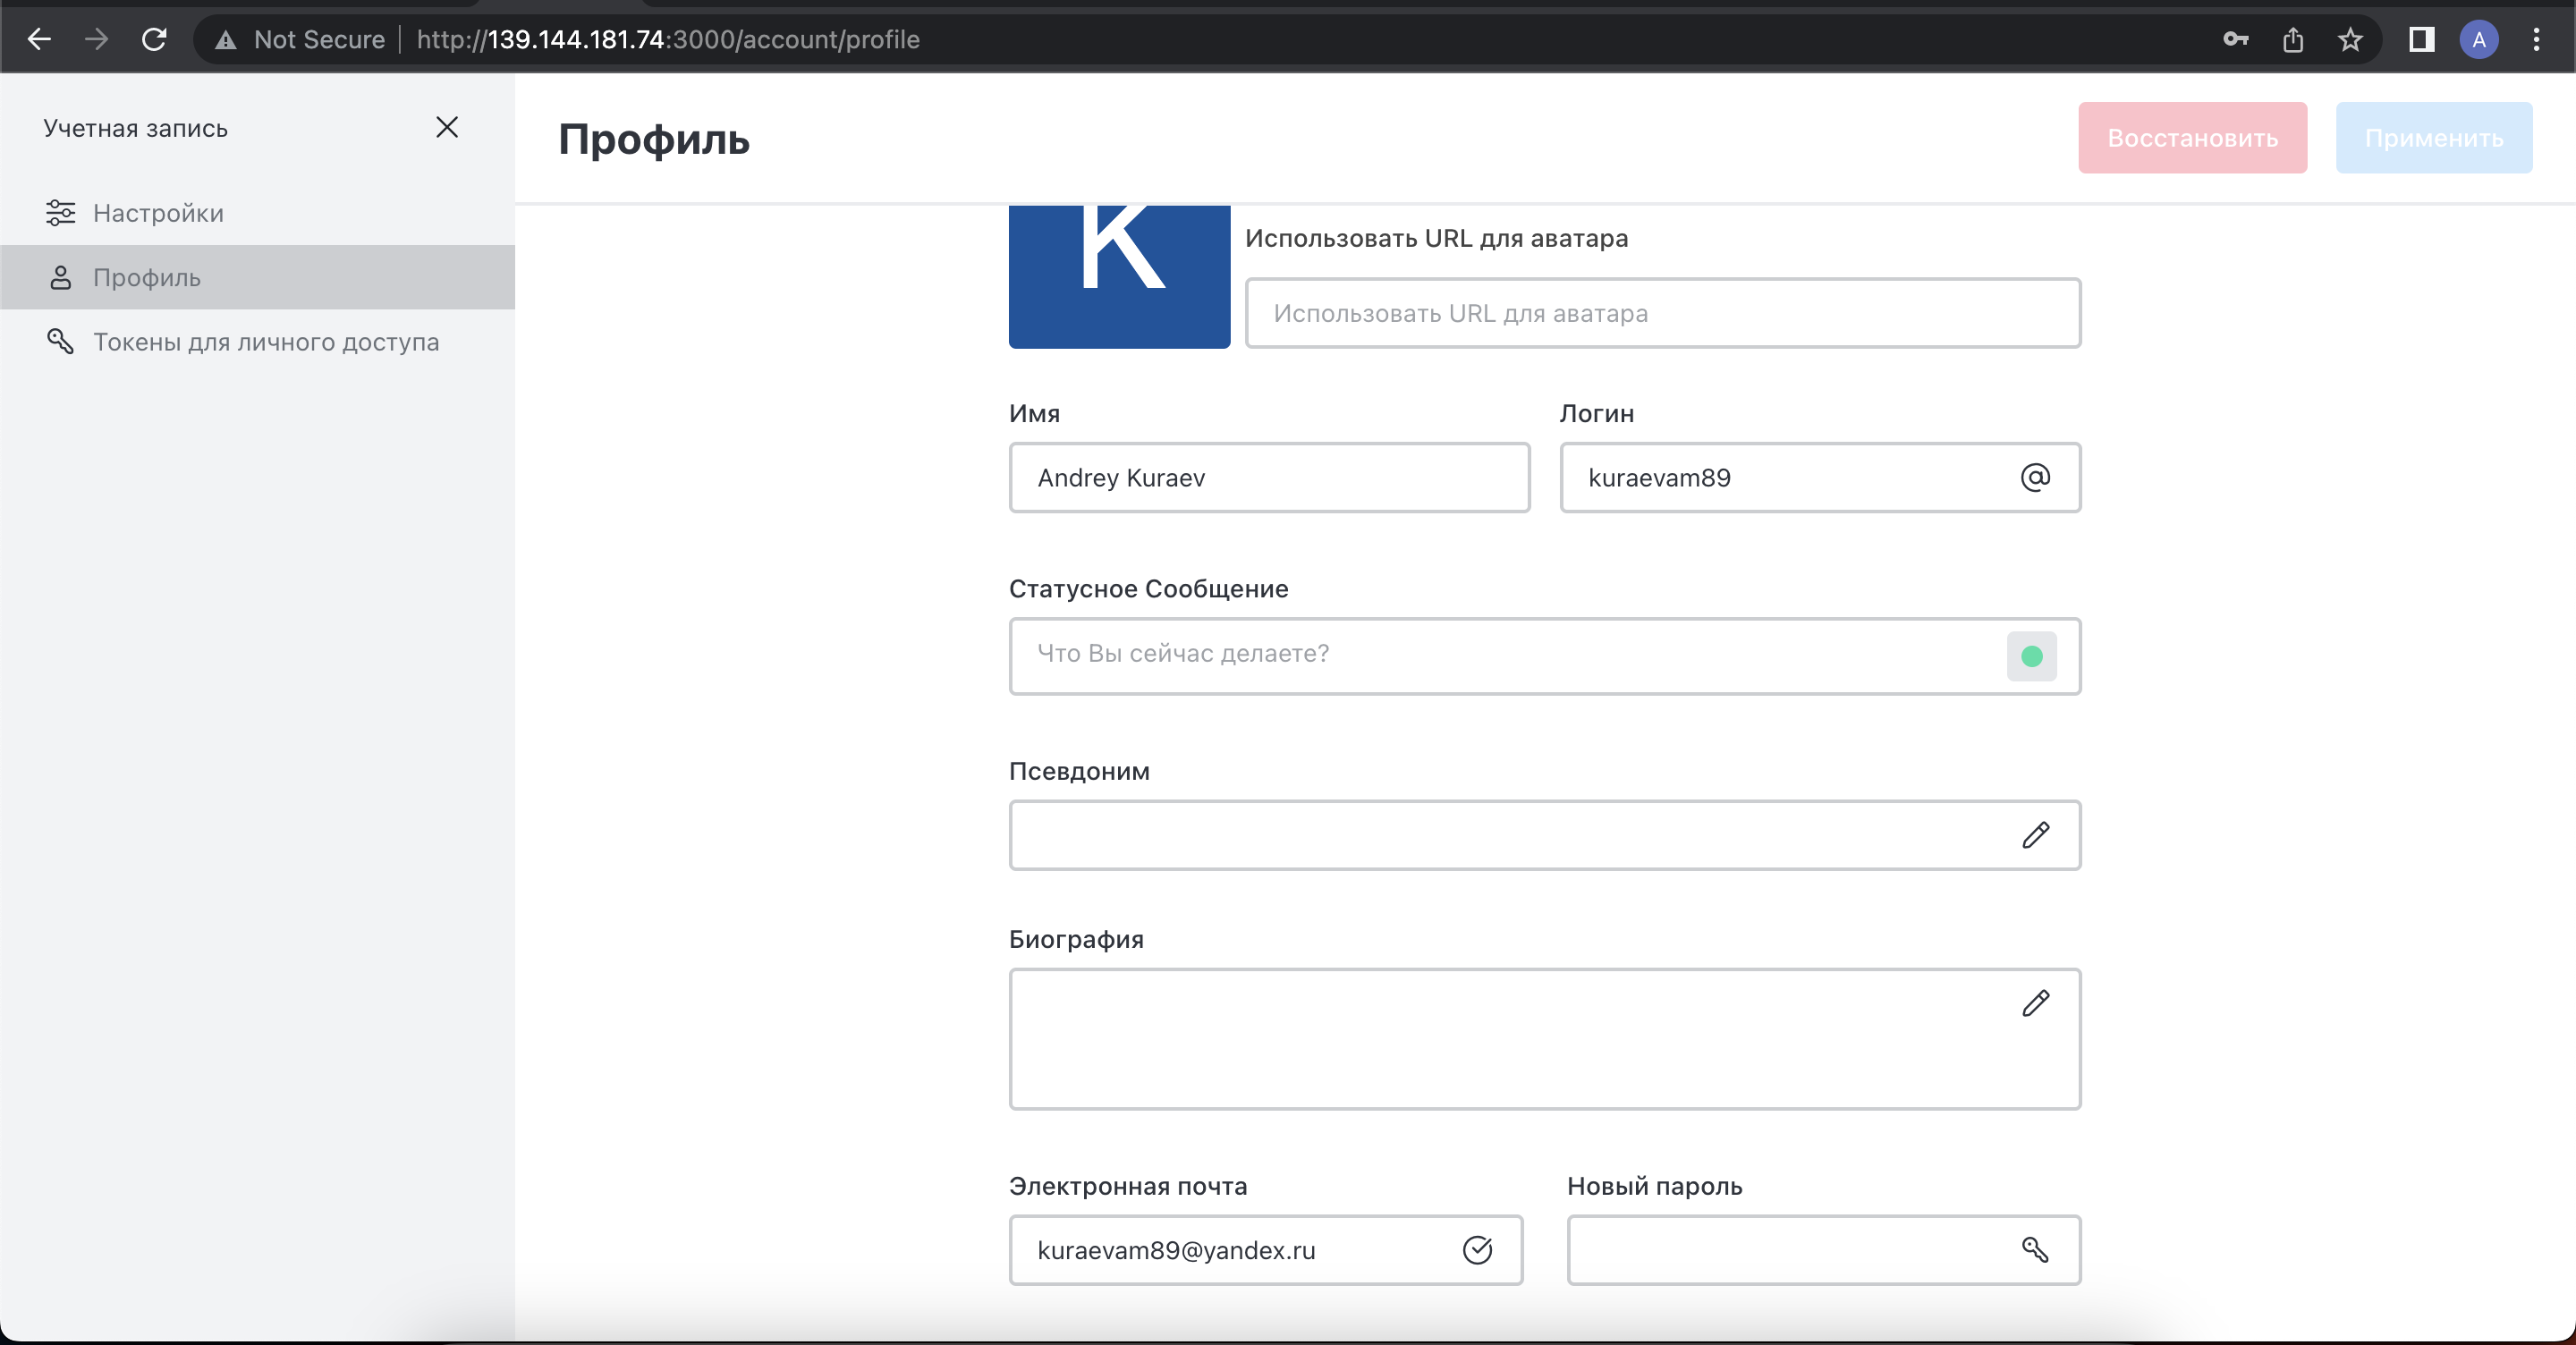 Not Secure
http://139.144.181.74:3000/account/profile
A
Учетная запись
Настройки
Профиль
Токены для личного доступа
Профиль
Восстановить
Применить
K
Использовать URL для аватара
Использовать URL для аватара
Имя
Логин
Andrey Kuraev
kuraevam89
Статусное Сообщение
Что Вы сейчас делаете?
Псевдоним
Биография
Электронная почта
Новый пароль
kuraevam89@yandex.ru